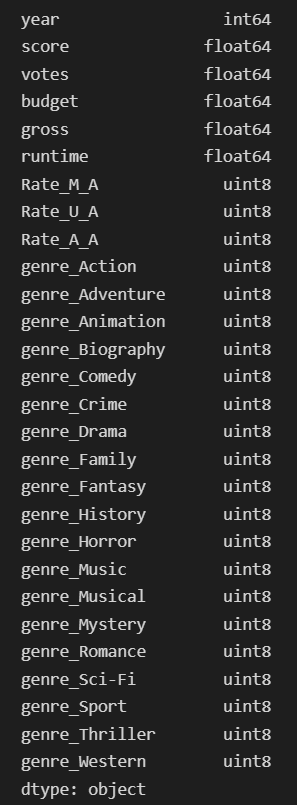 year int64
score float64
votes float64
budget float64
gross float64
runtime float64
Rate_M_A uint8
Rate_U_A uint8
Rate_A_A uint8
genre_Action uint8
genre_Adventure uint8
genre_Animation uint8
genre_Biography uint8
genre_Comedy uint8
genre_Crime uint8
genre_Drama uint8
genre_Family uint8
genre_Fantasy uint8
genre_History uint8
genre_Horror uint8
genre_Music uint8
genre_Musical uint8
genre_Mystery uint8
genre_Romance uint8
genre_Sci-Fi uint8
genre_Sport uint8
genre_Thriller uint8
genre_Western uint8
dtype: object